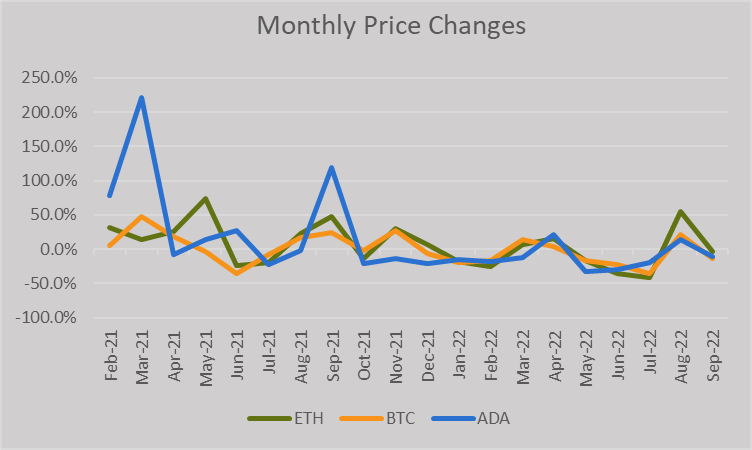 Monthly Price Changes
250.0%
200.0%
150.0%
100.0%
50.0%
0.0%
-50.0%
-100.0%
Feb-21
Mar-21
Apr-21
May-21
Jun-21
Jul-21
Aug-21
Sep-21
Oct-21
Nov-21
Dec-21
Jan-22
Feb-22
Mar-22
Apr-22
May-22
Jun-22
Jul-22
Aug-22
Sep-22
ETH BTC ADA